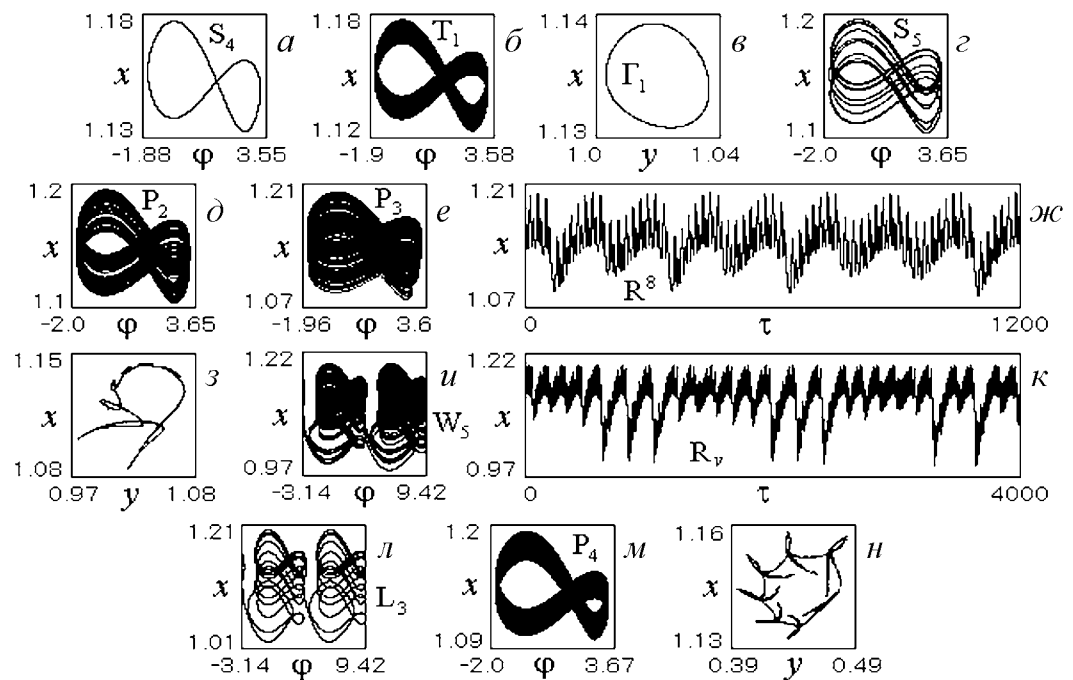 1.18 S₄ а
x
1.13
-1.88 φ 3.55
1.18 T₁ б
x
1.12
-1.9 φ 3.58
1.14 в
x Γ₁
1.13
1.0 y 1.04
1.2 S₅ г
x
1.1
-2.0 φ 3.65
1.2 P₂ д
x
1.1
-2.0 φ 3.65
1.21 P₃ е
x
1.07
-1.96 φ 3.6
1.21 ж
x
1.07 R⁸
0 τ 1200
1.15 з
x
1.08
0.97 y 1.08
1.22 и
x W₅
0.97
-3.14 φ 9.42
1.22 к
x
0.97 Rᵥ
0 τ 4000
1.21 л
x L₃
1.01
-3.14 φ 9.42
1.2 P₄ м
x
1.09
-2.0 φ 3.67
1.16 н
x
1.13
0.39 y 0.49